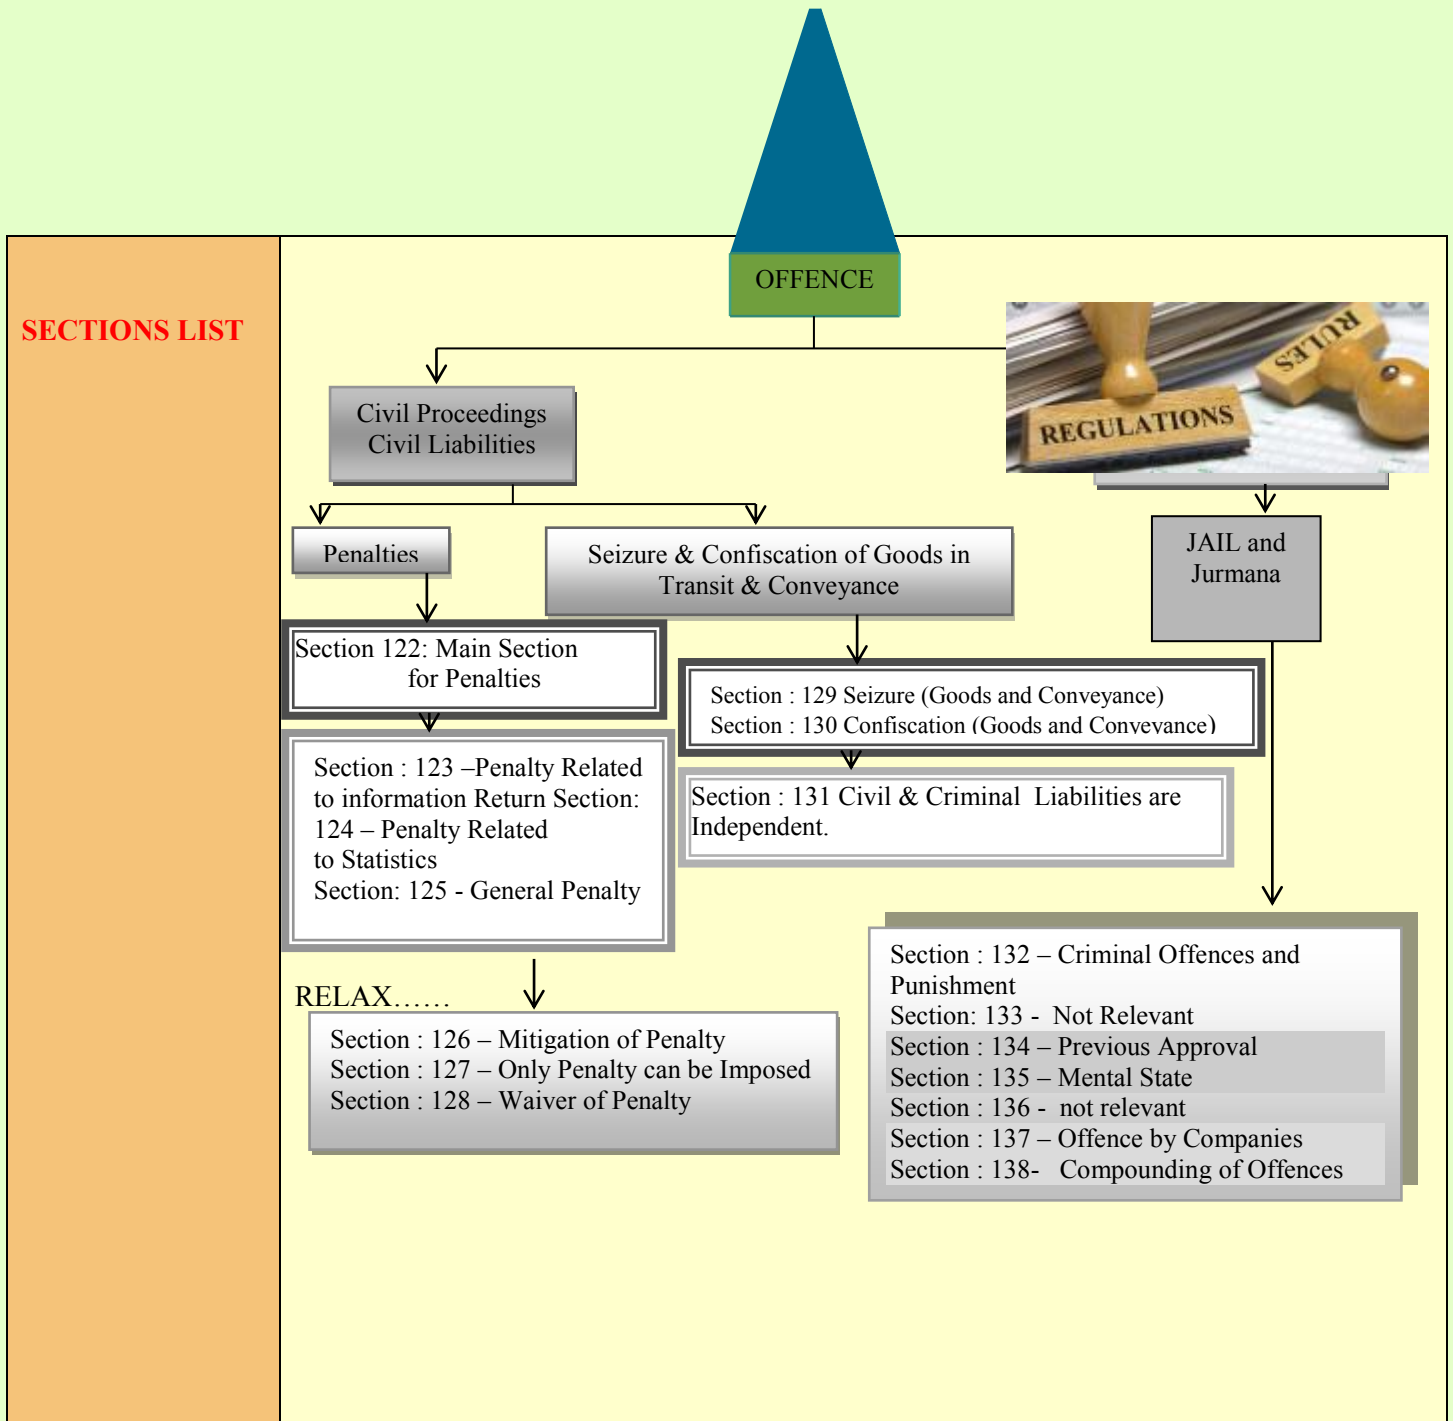 OFFENCE
SECTIONS LIST
RULES
REGULATIONS
Civil Proceedings
Civil Liabilities
Penalties
Seizure & Confiscation of Goods in
Transit & Conveyance
JAIL and
Jurmana
Section 122: Main Section
for Penalties
Section : 129 Seizure (Goods and Conveyance)
Section : 130 Confiscation (Goods and Conveyance)
Section : 123 –Penalty Related
to information Return Section:
124 – Penalty Related
to Statistics
Section: 125 - General Penalty
Section : 131 Civil & Criminal Liabilities are
Independent.
RELAX……
Section : 126 – Mitigation of Penalty
Section : 127 – Only Penalty can be Imposed
Section : 128 – Waiver of Penalty
Section : 132 – Criminal Offences and
Punishment
Section: 133 - Not Relevant
Section : 134 – Previous Approval
Section : 135 – Mental State
Section : 136 - not relevant
Section : 137 – Offence by Companies
Section : 138- Compounding of Offences